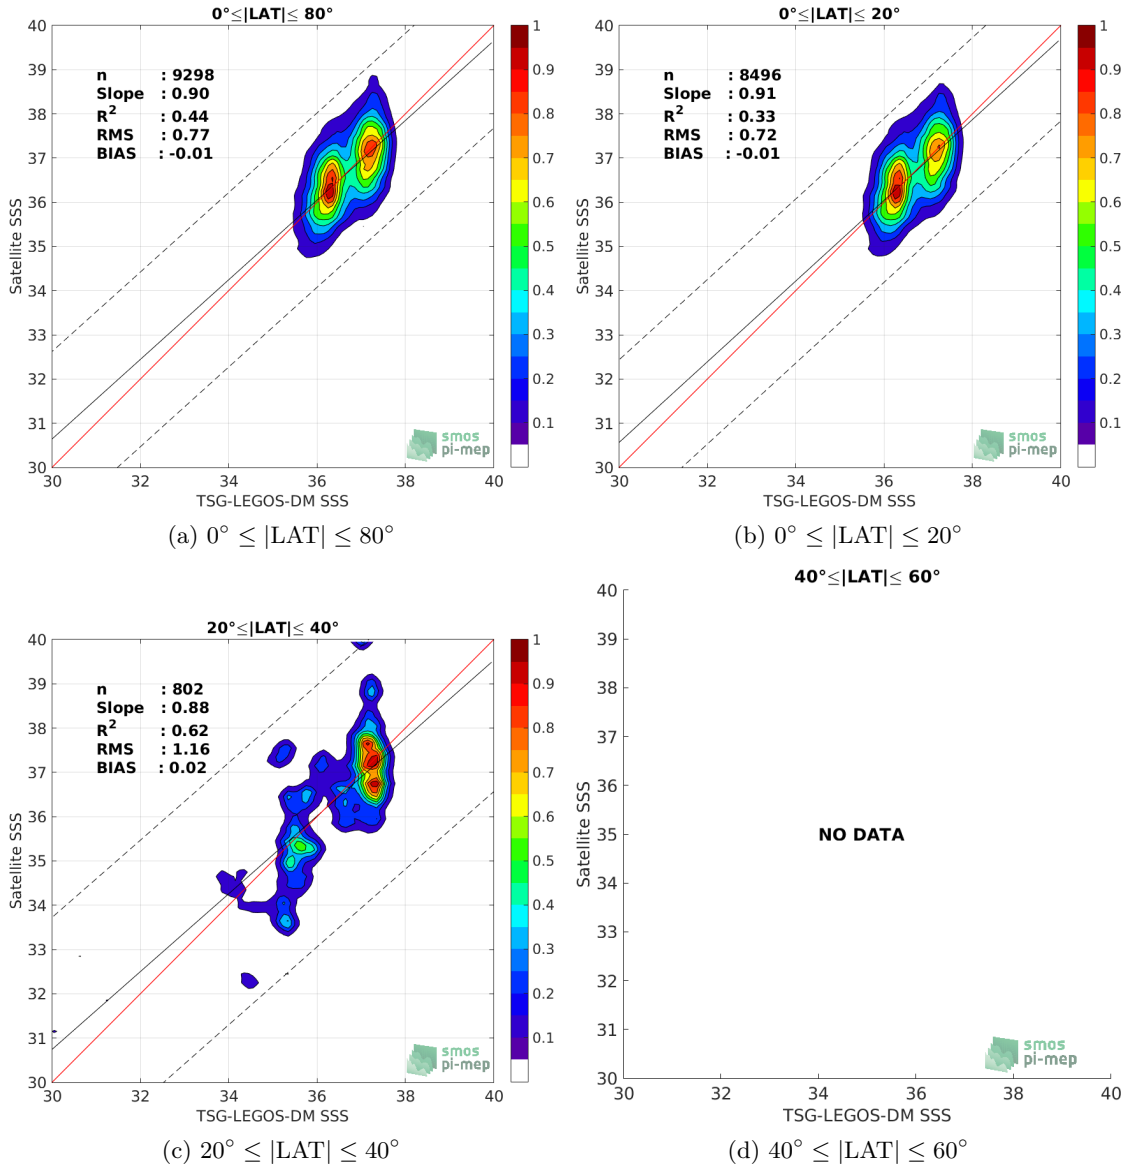 0°≤|LAT|≤ 80°
n : 9298
Slope : 0.90
R2 : 0.44
RMS : 0.77
BIAS : -0.01
Satellite SSS
40
39
38
37
36
35
34
33
32
31
30
30 32 34 36 38 40
TSG-LEGOS-DM SSS
1
0.9
0.8
0.7
0.6
0.5
0.4
0.3
0.2
0.1
smos
pi-mep
(a) 0° ≤ |LAT| ≤ 80°
0°≤|LAT|≤ 20°
n : 8496
Slope : 0.91
R2 : 0.33
RMS : 0.72
BIAS : -0.01
Satellite SSS
40
39
38
37
36
35
34
33
32
31
30
30 32 34 36 38 40
TSG-LEGOS-DM SSS
1
0.9
0.8
0.7
0.6
0.5
0.4
0.3
0.2
0.1
smos
pi-mep
(b) 0° ≤ |LAT| ≤ 20°
20°≤|LAT|≤ 40°
n : 802
Slope : 0.88
R2 : 0.62
RMS : 1.16
BIAS : 0.02
Satellite SSS
40
39
38
37
36
35
34
33
32
31
30
30 32 34 36 38 40
TSG-LEGOS-DM SSS
1
0.9
0.8
0.7
0.6
0.5
0.4
0.3
0.2
0.1
smos
pi-mep
(c) 20° ≤ |LAT| ≤ 40°
40°≤|LAT|≤ 60°
Satellite SSS
40
39
38
37
36
35
34
33
32
31
30
NO DATA
30 32 34 36 38 40
TSG-LEGOS-DM SSS
smos
pi-mep
(d) 40° ≤ |LAT| ≤ 60°